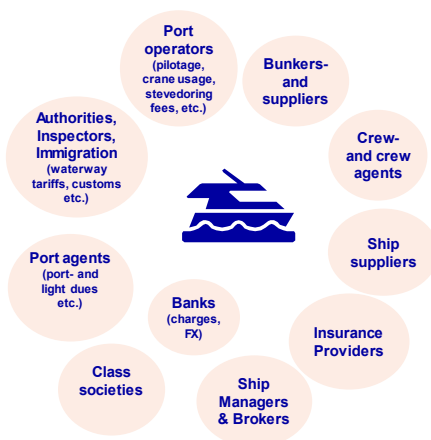 Port
operators
(pilotage,
crane usage,
stevedoring
fees, etc.)
Bunkers-
and
suppliers
Authorities,
Inspectors,
Immigration
(waterway
tariffs, customs
etc.)
Crew-
and crew
agents
Port agents
(port- and
light dues
etc.)
Ship
suppliers
Banks
(charges,
FX)
Insurance
Providers
Class
societies
Ship
Managers
& Brokers